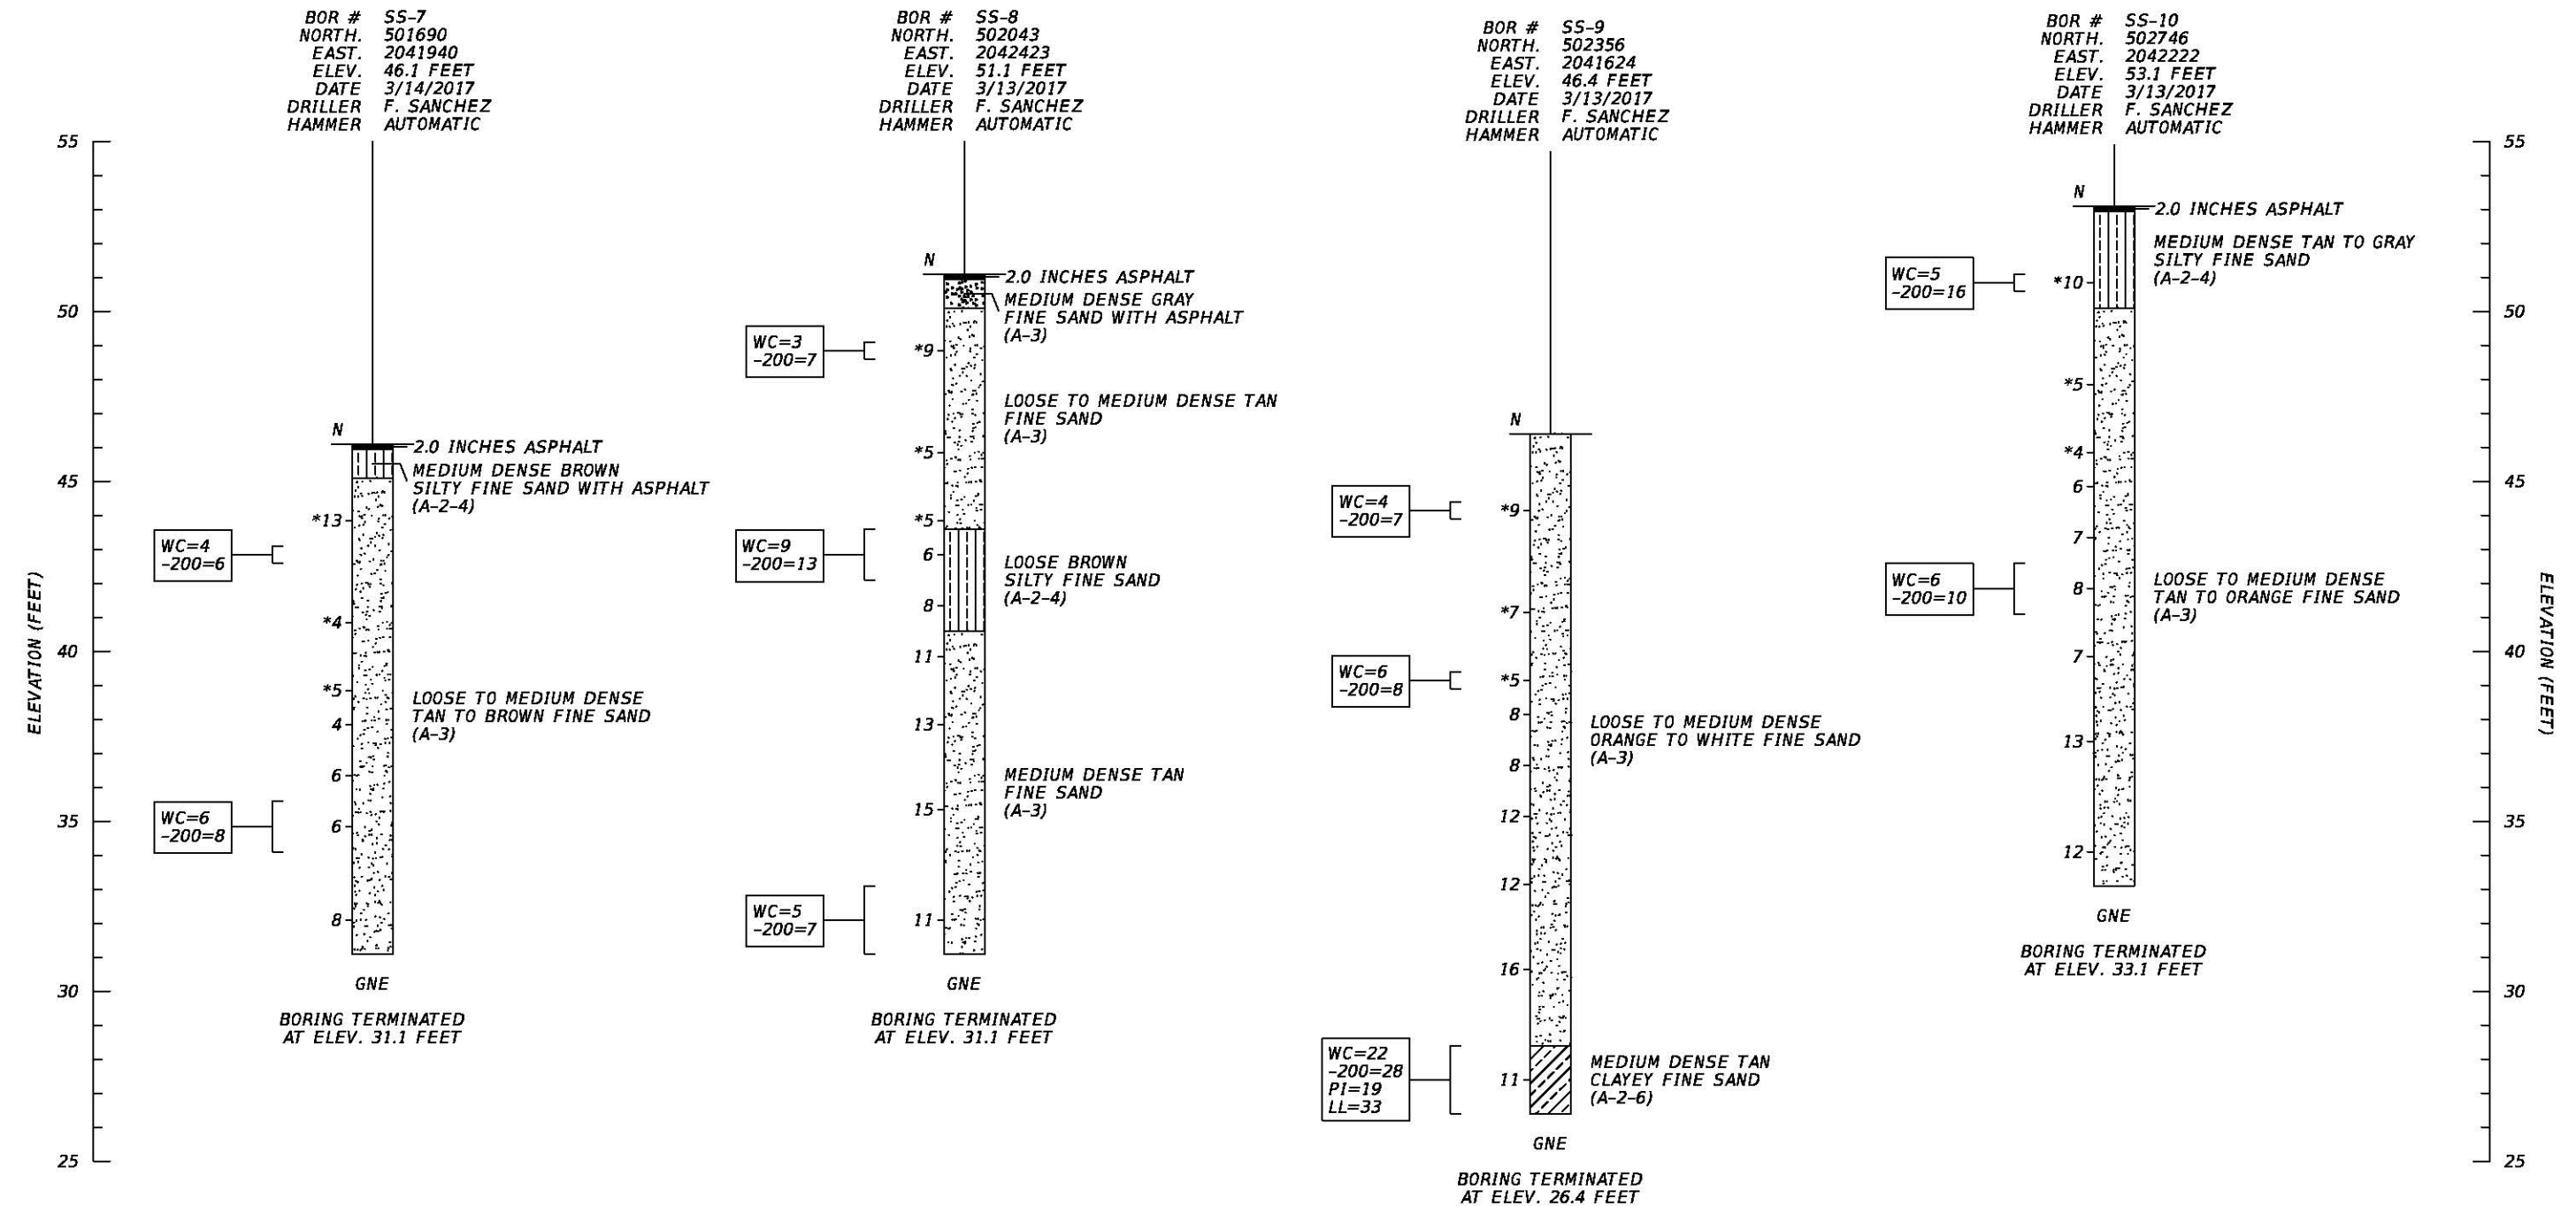 BOR # SS-7
NORTH. 501690
EAST. 2041940
ELEV. 46.1 FEET
DATE 3/14/2017
DRILLER F. SANCHEZ
HAMMER AUTOMATIC
BOR # SS-8
NORTH. 502043
EAST. 2042423
ELEV. 51.1 FEET
DATE 3/13/2017
DRILLER F. SANCHEZ
HAMMER AUTOMATIC
BOR # SS-9
NORTH. 502356
EAST. 2041624
ELEV. 46.4 FEET
DATE 3/13/2017
DRILLER F. SANCHEZ
HAMMER AUTOMATIC
BOR # SS-10
NORTH. 502746
EAST. 2042222
ELEV. 53.1 FEET
DATE 3/13/2017
DRILLER F. SANCHEZ
HAMMER AUTOMATIC
ELEVATION (FEET)
55
50
45
40
35
30
25
N
2.0 INCHES ASPHALT
MEDIUM DENSE BROWN
SILTY FINE SAND WITH ASPHALT
(A-2-4)
*13
WC=4
-200=6
*4
*5
LOOSE TO MEDIUM DENSE
TAN TO BROWN FINE SAND
(A-3)
4
6
WC=6
-200=8
6
8
GNE
BORING TERMINATED
AT ELEV. 31.1 FEET
N
2.0 INCHES ASPHALT
MEDIUM DENSE GRAY
FINE SAND WITH ASPHALT
(A-3)
WC=3
-200=7
*9
LOOSE TO MEDIUM DENSE TAN
FINE SAND
(A-3)
*5
*5
WC=9
-200=13
6
LOOSE BROWN
SILTY FINE SAND
(A-2-4)
8
11
13
MEDIUM DENSE TAN
FINE SAND
(A-3)
15
WC=5
-200=7
11
GNE
BORING TERMINATED
AT ELEV. 31.1 FEET
N
WC=4
-200=7
*9
*7
WC=6
-200=8
*5
8
LOOSE TO MEDIUM DENSE
ORANGE TO WHITE FINE SAND
(A-3)
8
12
12
16
WC=22
-200=28
PI=19
LL=33
11
MEDIUM DENSE TAN
CLAYEY FINE SAND
(A-2-6)
GNE
BORING TERMINATED
AT ELEV. 26.4 FEET
N
2.0 INCHES ASPHALT
MEDIUM DENSE TAN TO GRAY
SILTY FINE SAND
(A-2-4)
WC=5
-200=16
*10
*5
*4
6
7
WC=6
-200=10
8
LOOSE TO MEDIUM DENSE
TAN TO ORANGE FINE SAND
(A-3)
7
13
12
GNE
BORING TERMINATED
AT ELEV. 33.1 FEET
55
50
45
40
35
30
25
ELEVATION (FEET)